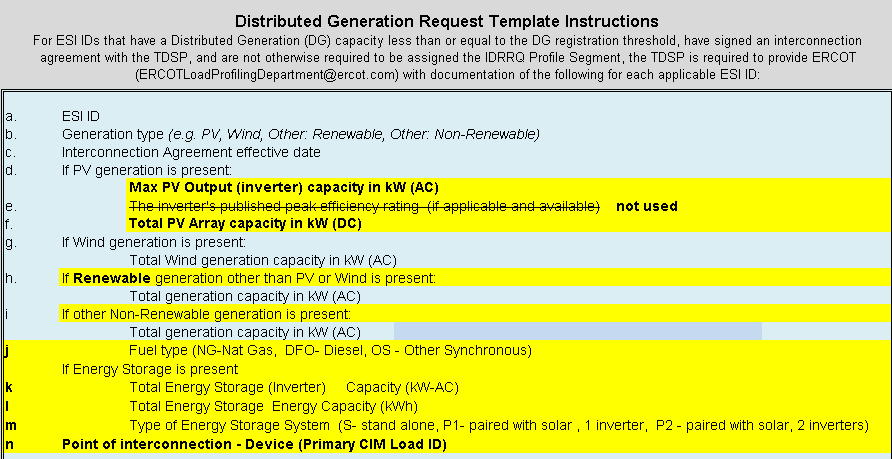 Distributed Generation Request Template Instructions
For ESI IDs that have a Distributed Generation (DG) capacity less than or equal to the DG registration threshold, have signed an interconnection
agreement with the TDSP, and are not otherwise required to be assigned the IDRRQ Profile Segment, the TDSP is required to provide ERCOT
(ERCOTLoadProfilingDepartment@ercot.com) with documentation of the following for each applicable ESI ID:
a. ESI ID
b. Generation type (e.g. PV, Wind, Other: Renewable, Other: Non-Renewable)
c. Interconnection Agreement effective date
d. If PV generation is present:
Max PV Output (inverter) capacity in kW (AC)
e. The inverter's published peak efficiency rating (if applicable and available) not used
f. Total PV Array capacity in kW (DC)
g. If Wind generation is present:
Total Wind generation capacity in kW (AC)
h. If Renewable generation other than PV or Wind is present:
Total generation capacity in kW (AC)
i If other Non-Renewable generation is present:
Total generation capacity in kW (AC)
j Fuel type (NG-Nat Gas, DFO- Diesel, OS - Other Synchronous)
If Energy Storage is present
k Total Energy Storage (Inverter) Capacity (kW-AC)
l Total Energy Storage Energy Capacity (kWh)
m Type of Energy Storage System (S- stand alone, P1- paired with solar , 1 inverter, P2 - paired with solar, 2 inverters)
n Point of interconnection - Device (Primary CIM Load ID)